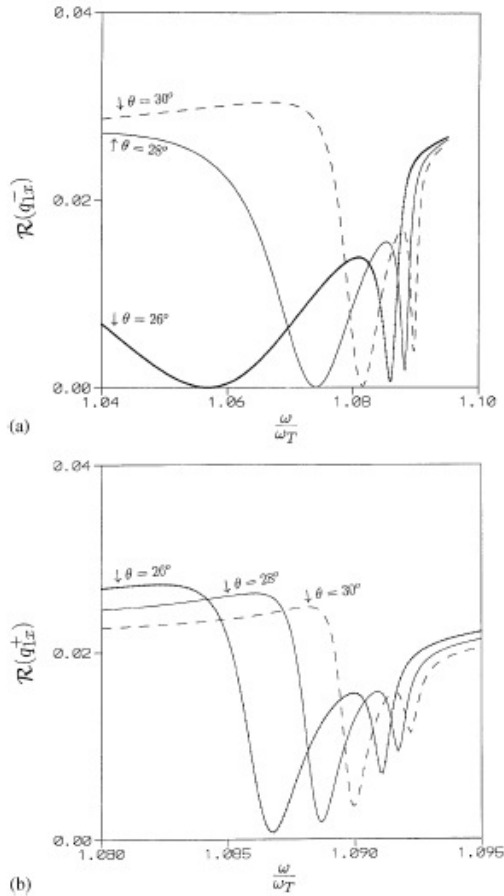 0.04
↓ θ = 30°
↑ θ = 28°
0.02
R(q⁻₁ₓ)
↓ θ = 26°
0.00
1.04 1.06 1.08 1.10
(a)
ω/ω_T
0.04
↓ θ = 26°
↓ θ = 28°
↓ θ = 30°
0.02
R(q⁺₁ₓ)
0.00
1.080 1.085 1.090 1.095
(b)
ω/ω_T